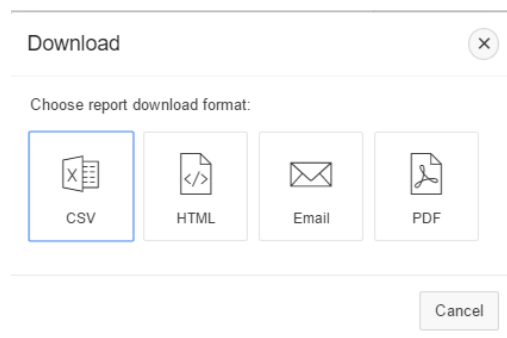 Download
Choose report download format:
CSV HTML Email PDF
Cancel